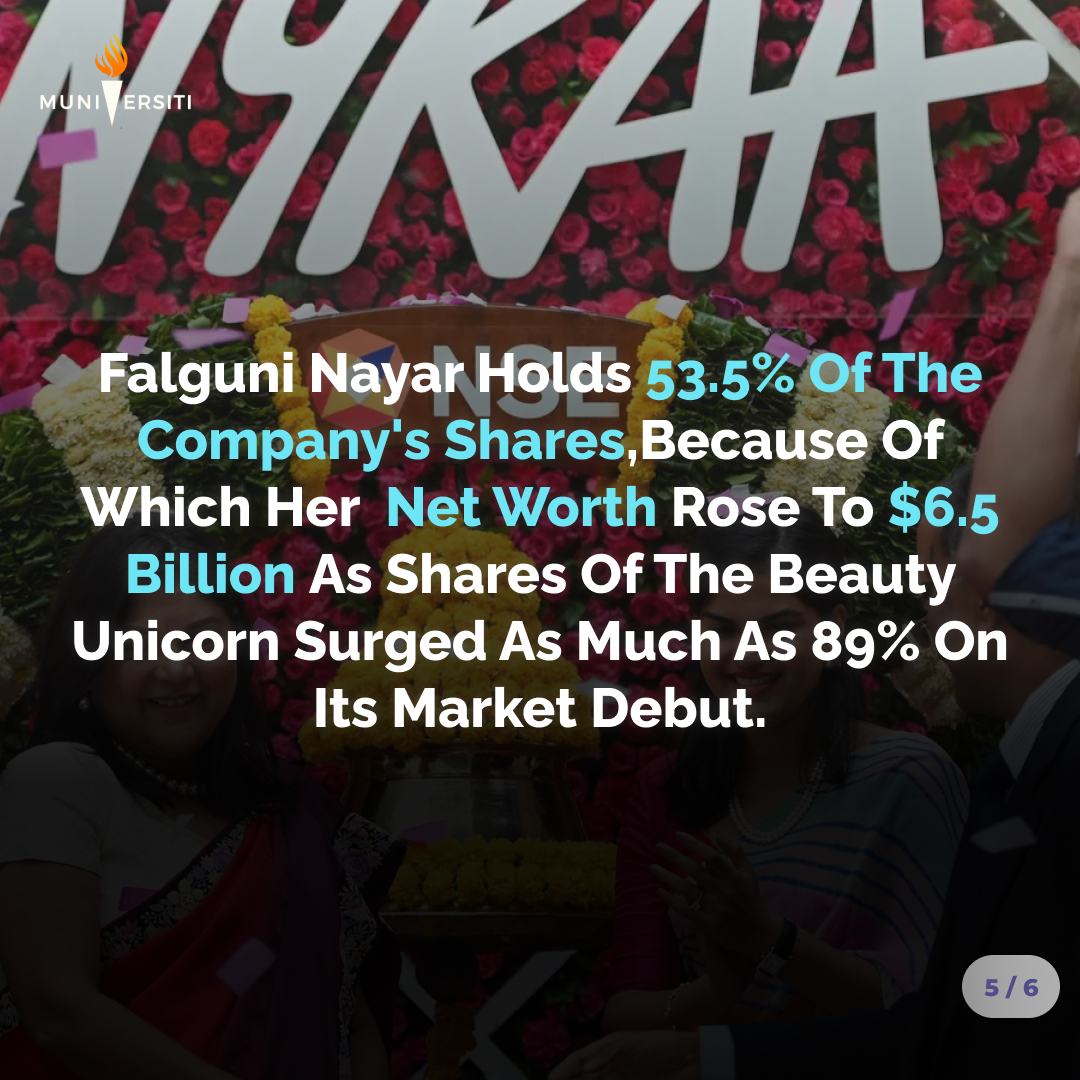 NYKAA
MUNIVERSITI
NSE
Falguni Nayar Holds 53.5% Of The
Company's Shares,Because Of
Which Her  Net Worth Rose To $6.5
Billion As Shares Of The Beauty
Unicorn Surged As Much As 89% On
Its Market Debut.
5 / 6